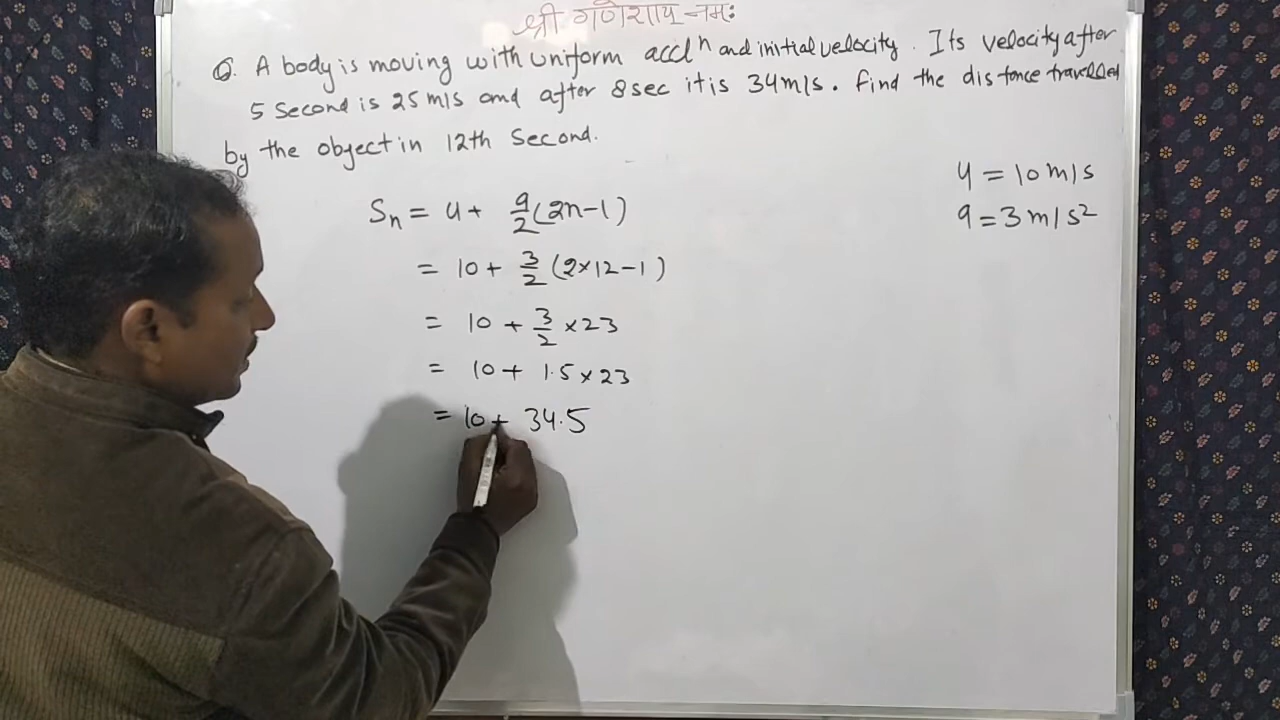 श्री गणेशाय नमः
Q. A body is moving with uniform accl^n and initial velocity. Its velocity after
5 Second is 25 m/s and after 8 sec it is 34 m/s. Find the distance travelled
by the object in 12th Second.
u = 10 m/s
a = 3 m/s²
Sₙ = u + a/2 (2n-1)
= 10 + 3/2 (2×12-1)
= 10 + 3/2 × 23
= 10 + 1.5 × 23
= 10 + 34.5